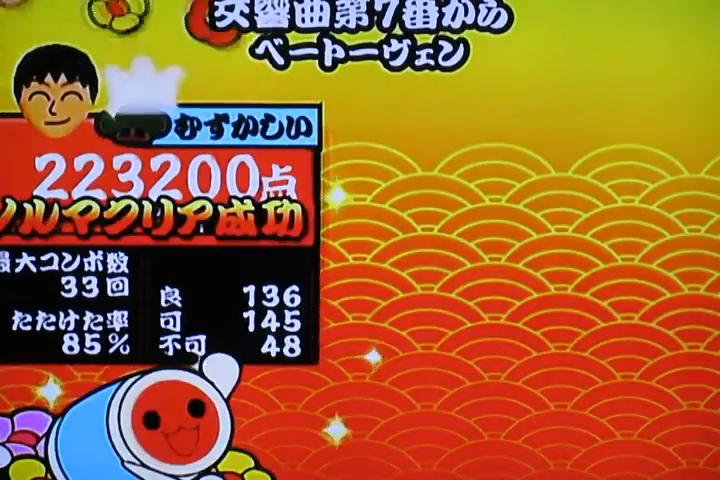 交響曲第7番から
ベートーヴェン
むずかしい
223200点
ノルマクリア成功
最大コンボ数
33回
たたけた率
85%
良 136
可 145
不可 48